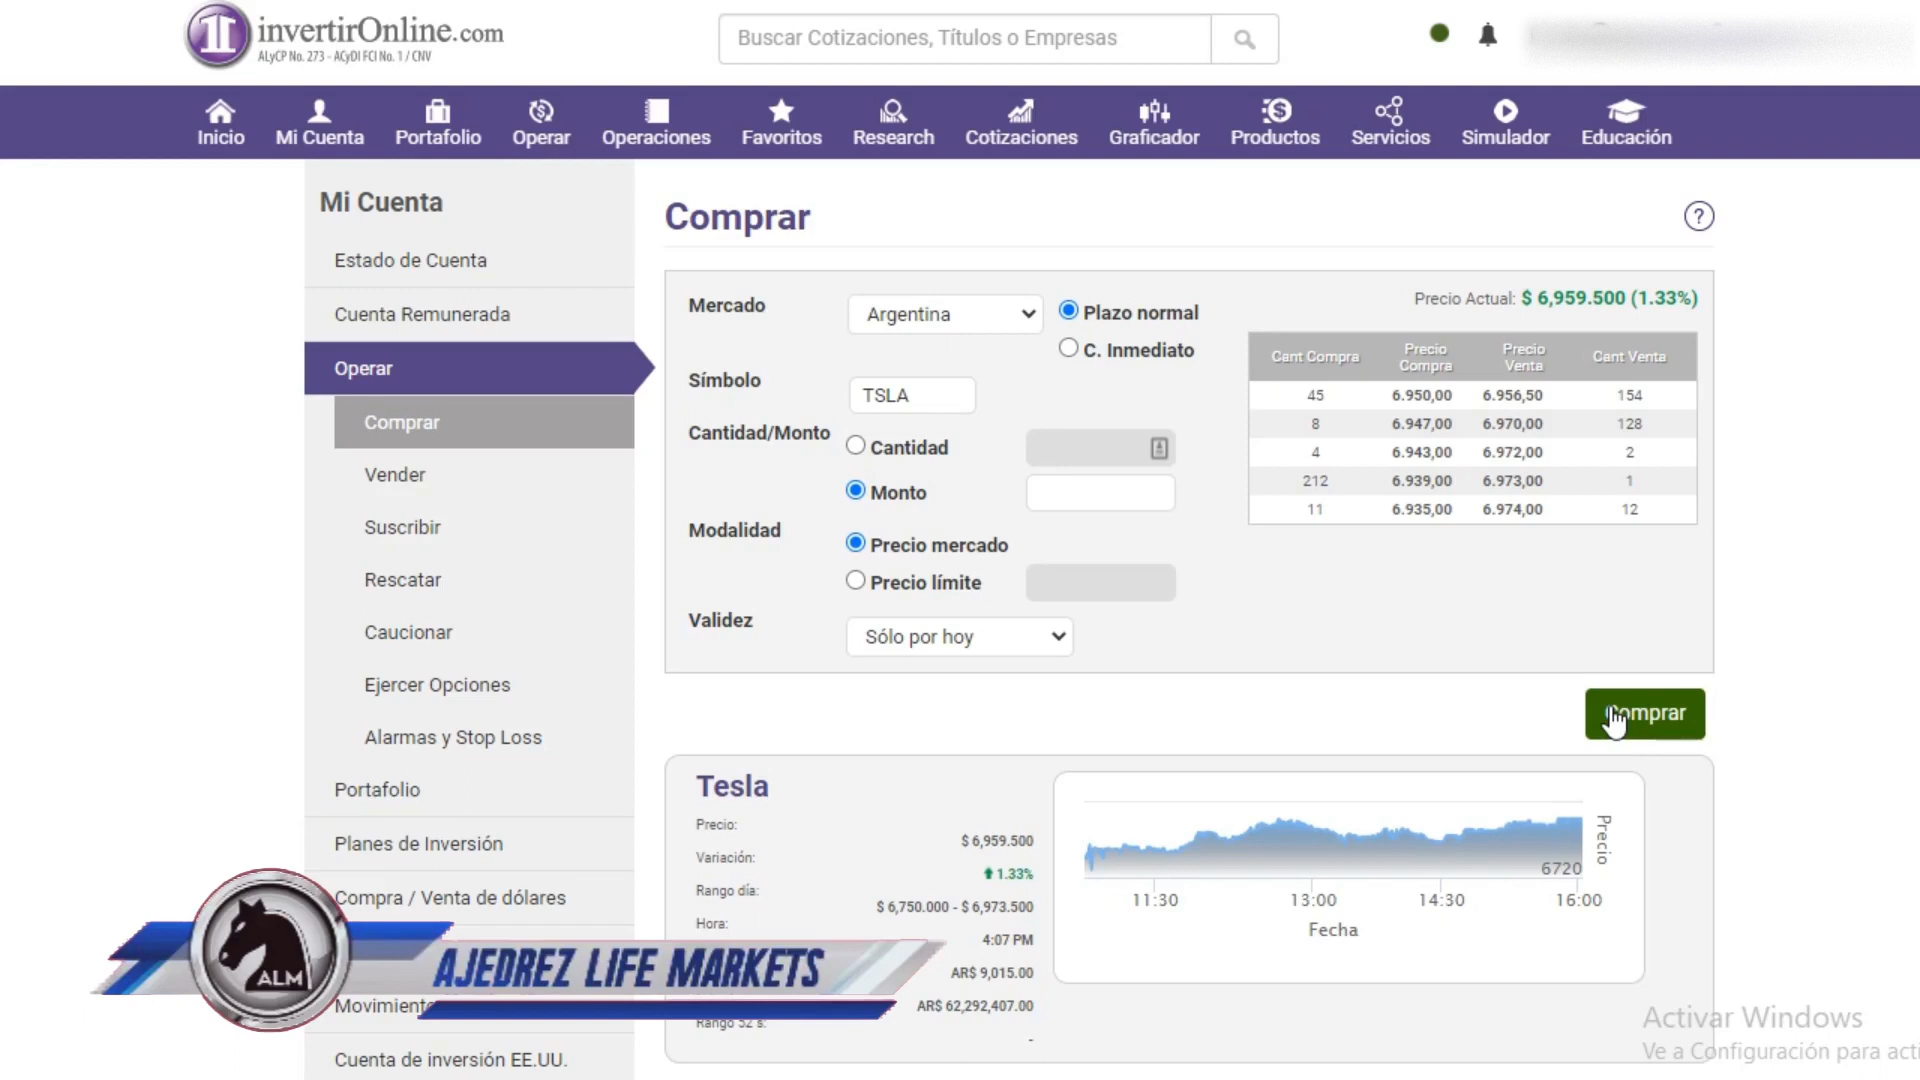 invertirOnline.com
ALyCP No. 273 - ACyDI FCI No. 1 / CNV
Buscar Cotizaciones, Títulos o Empresas
Inicio Mi Cuenta Portafolio Operar Operaciones Favoritos Research Cotizaciones Graficador Productos Servicios Simulador Educación
Mi Cuenta
Estado de Cuenta
Cuenta Remunerada
Operar
Comprar
Vender
Suscribir
Rescatar
Caucionar
Ejercer Opciones
Alarmas y Stop Loss
Portafolio
Planes de Inversión
Compra / Venta de dólares
Cuenta de inversión EE.UU.
Comprar
?
Mercado
Argentina
Plazo normal
C. Inmediato
Símbolo
TSLA
Cantidad/Monto
Cantidad
Monto
Modalidad
Precio mercado
Precio límite
Validez
Sólo por hoy
Precio Actual: $ 6,959.500 (1.33%)
Cant Compra Precio Compra Precio Venta Cant Venta
45 6.950,00 6.956,50 154
8 6.947,00 6.970,00 128
4 6.943,00 6.972,00 2
212 6.939,00 6.973,00 1
11 6.935,00 6.974,00 12
Comprar
Tesla
Precio:
$ 6,959.500
Variación:
1.33%
Rango día:
$ 6,750.000 - $ 6,973.500
Hora:
4:07 PM
AR$ 9,015.00
AR$ 62,292,407.00
Rango 52 s:
-
Precio
6720
11:30 13:00 14:30 16:00
Fecha
ALM
AJEDREZ LIFE MARKETS
Activar Windows
Ve a Configuración para